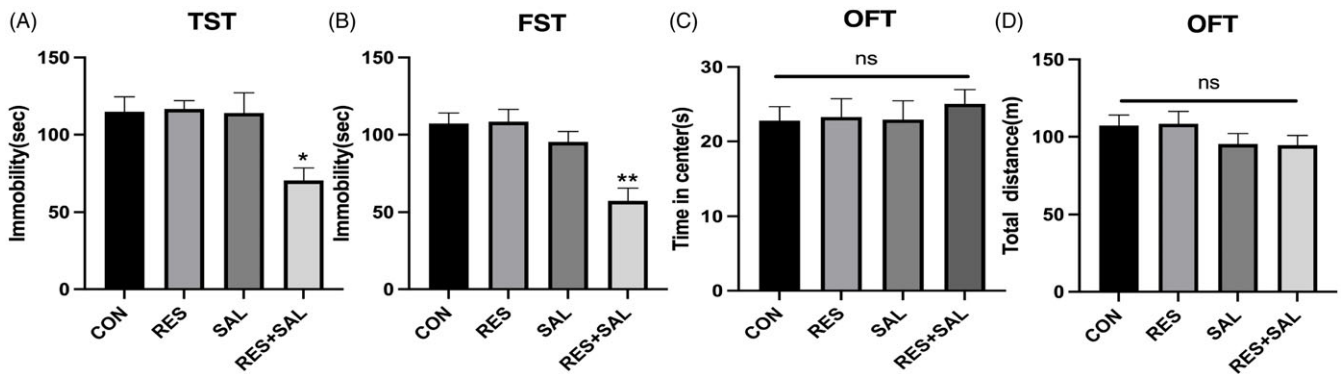 (A)
TST
Immobility(sec)
150
100
50
0
*
CON
RES
SAL
RES+SAL
(B)
FST
Immobility(sec)
150
100
50
0
**
CON
RES
SAL
RES+SAL
(C)
OFT
Time in center(s)
30
20
10
0
ns
CON
RES
SAL
RES+SAL
(D)
OFT
Total distance(m)
150
100
50
0
ns
CON
RES
SAL
RES+SAL